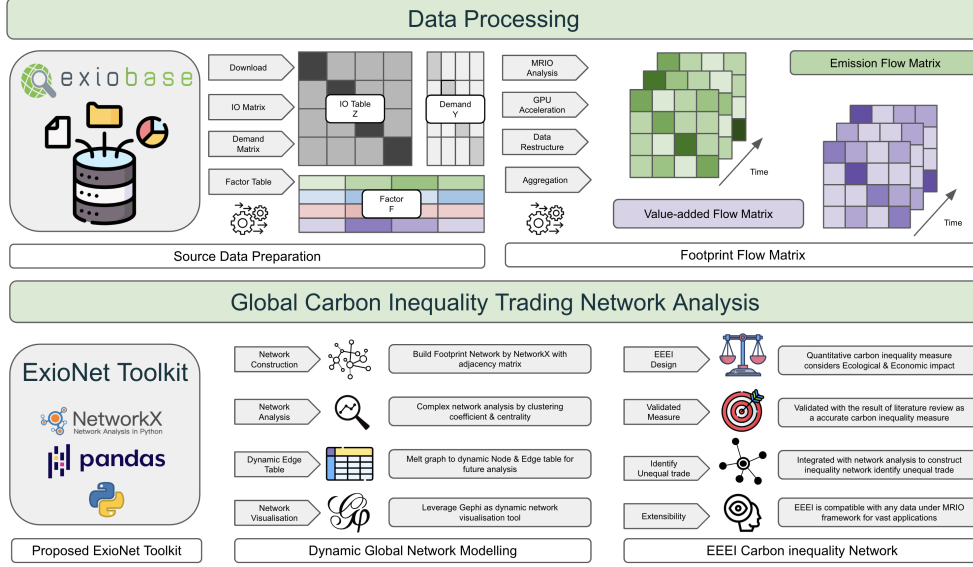 Data Processing
exiobase
Download
IO Matrix
Demand
Matrix
Factor Table
IO Table
Z
Demand
Y
Factor
F
Source Data Preparation
MRIO
Analysis
GPU
Acceleration
Data
Restructure
Aggregation
Time
Emission Flow Matrix
Value-added Flow Matrix
Time
Footprint Flow Matrix
Global Carbon Inequality Trading Network Analysis
ExioNet Toolkit
NetworkX
Network Analysis in Python
pandas
Proposed ExioNet Toolkit
Network
Construction
Build Footprint Network by NetworkX with
adjacency matrix
Network
Analysis
Complex network analysis by clustering
coefficient & centrality
Dynamic Edge
Table
Melt graph to dynamic Node & Edge table for
future analysis
Network
Visualisation
Leverage Gephi as dynamic network
visualisation tool
Dynamic Global Network Modelling
EEEI
Design
Quantitative carbon inequality measure
considers Ecological & Economic impact
Validated
Measure
Validated with the result of literature review as
a accurate carbon inequality measure
Identify
Unequal trade
Integrated with network analysis to construct
inequality network identify unequal trade
Extensibility
EEEI is compatible with any data under MRIO
framework for vast applications
EEEI Carbon inequality Network